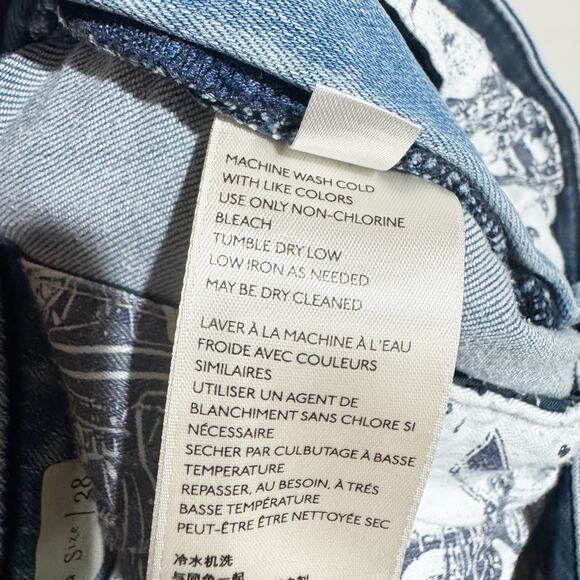 MACHINE WASH COLD
WITH LIKE COLORS
USE ONLY NON-CHLORINE
BLEACH
TUMBLE DRY LOW
LOW IRON AS NEEDED
MAY BE DRY CLEANED
LAVER À LA MACHINE À L'EAU
FROIDE AVEC COULEURS
SIMILAIRES
UTILISER UN AGENT DE
BLANCHIMENT SANS CHLORE SI
NÉCESSAIRE
SECHER PAR CULBUTAGE À BASSE
TEMPERATURE
REPASSER, AU BESOIN, À TRÉS
BASSE TEMPÉRATURE
PEUT-ÊTRE ÊTRE NETTOYÉE SEC
冷水机洗
Size | 28